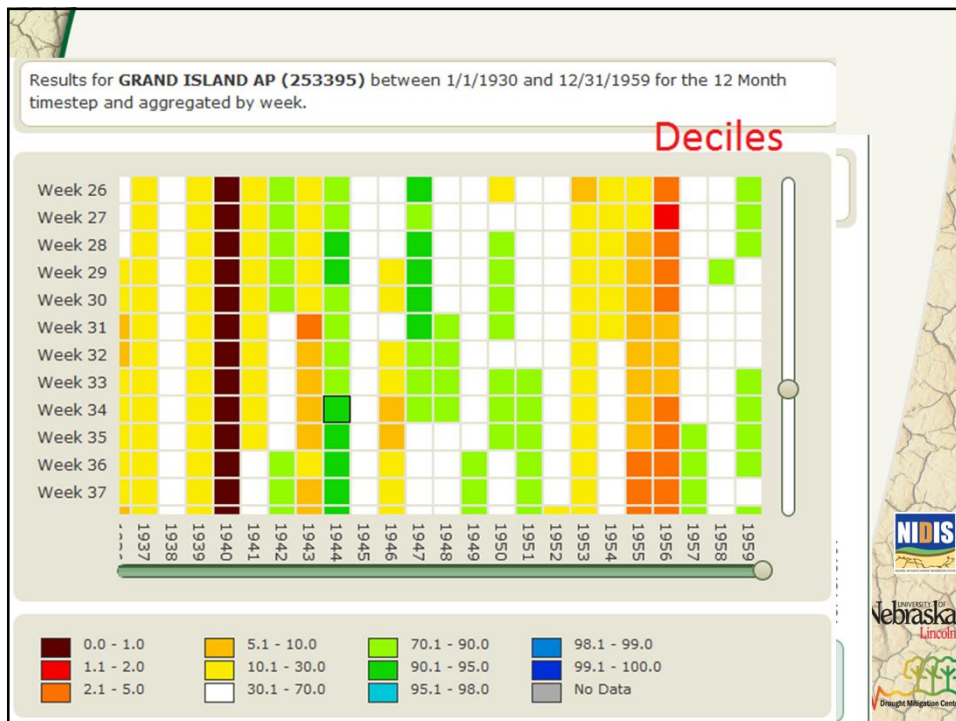 Results for GRAND ISLAND AP (253395) between 1/1/1930 and 12/31/1959 for the 12 Month
timestep and aggregated by week.
Deciles
Week 26
Week 27
Week 28
Week 29
Week 30
Week 31
Week 32
Week 33
Week 34
Week 35
Week 36
Week 37
1937 1938 1939 1940 1941 1942 1943 1944 1945 1946 1947 1948 1949 1950 1951 1952 1953 1954 1955 1956 1957 1958 1959
0.0 - 1.0 5.1 - 10.0 70.1 - 90.0 98.1 - 99.0
1.1 - 2.0 10.1 - 30.0 90.1 - 95.0 99.1 - 100.0
2.1 - 5.0 30.1 - 70.0 95.1 - 98.0 No Data
NIDIS
UNIVERSITY OF
Nebraska
Lincoln
Drought Mitigation Cent